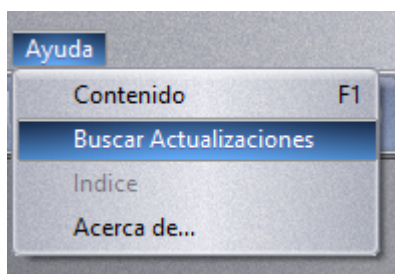 Ayuda
Contenido F1
Buscar Actualizaciones
Indice
Acerca de...